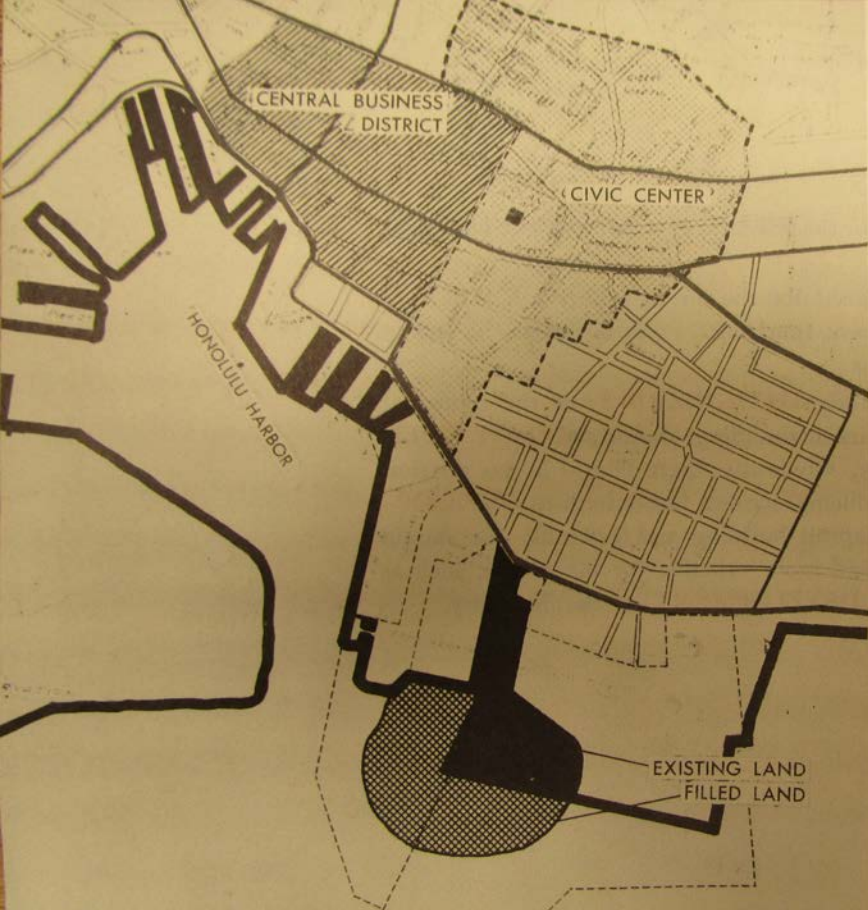 CENTRAL BUSINESS
DISTRICT
CIVIC CENTER
HONOLULU HARBOR
EXISTING LAND
FILLED LAND